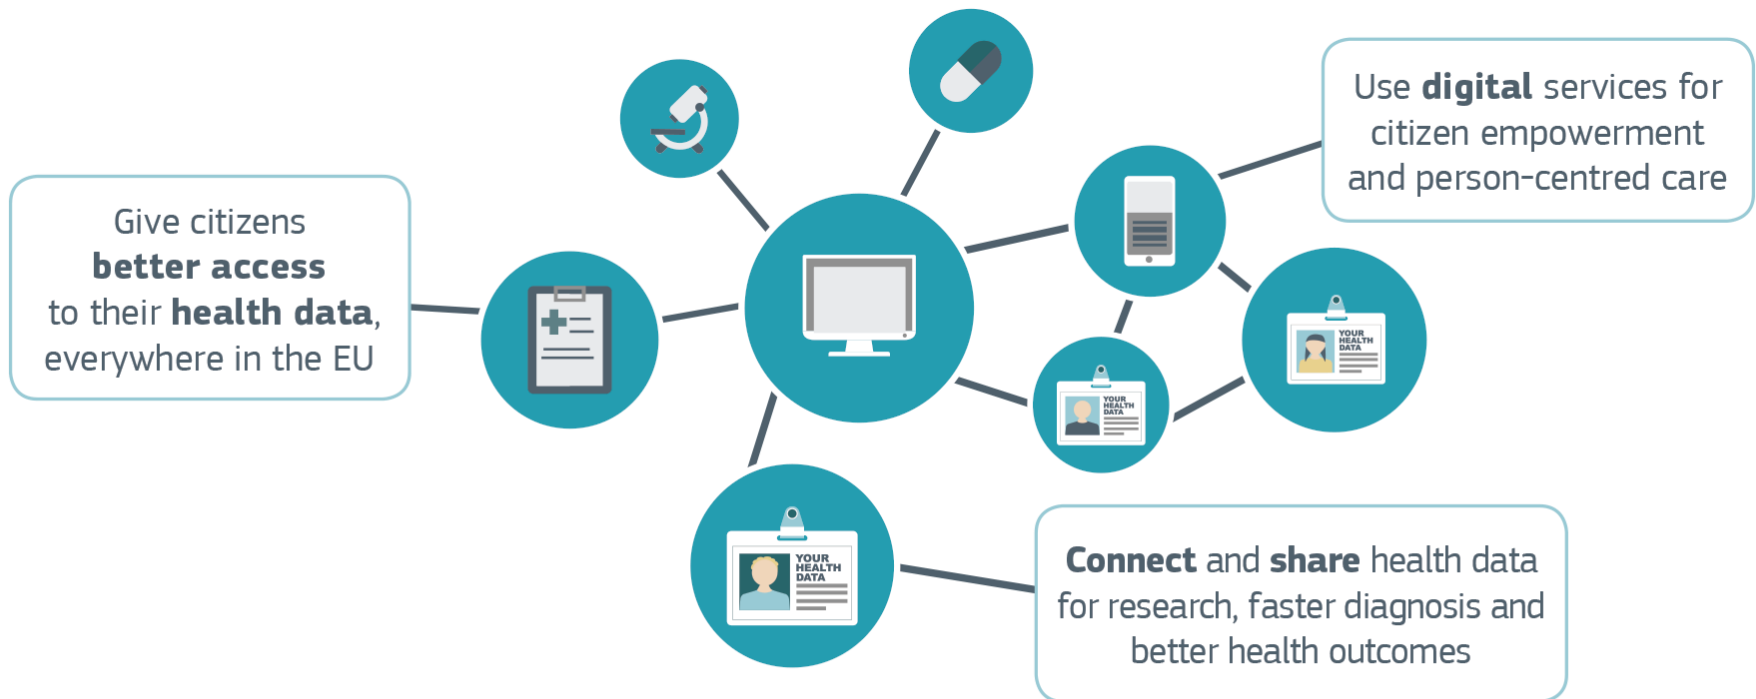 Use digital services for
citizen empowerment
and person-centred care
Give citizens
better access
to their health data,
everywhere in the EU
YOUR
HEALTH
DATA
YOUR
HEALTH
DATA
YOUR
HEALTH
DATA
Connect and share health data
for research, faster diagnosis and
better health outcomes